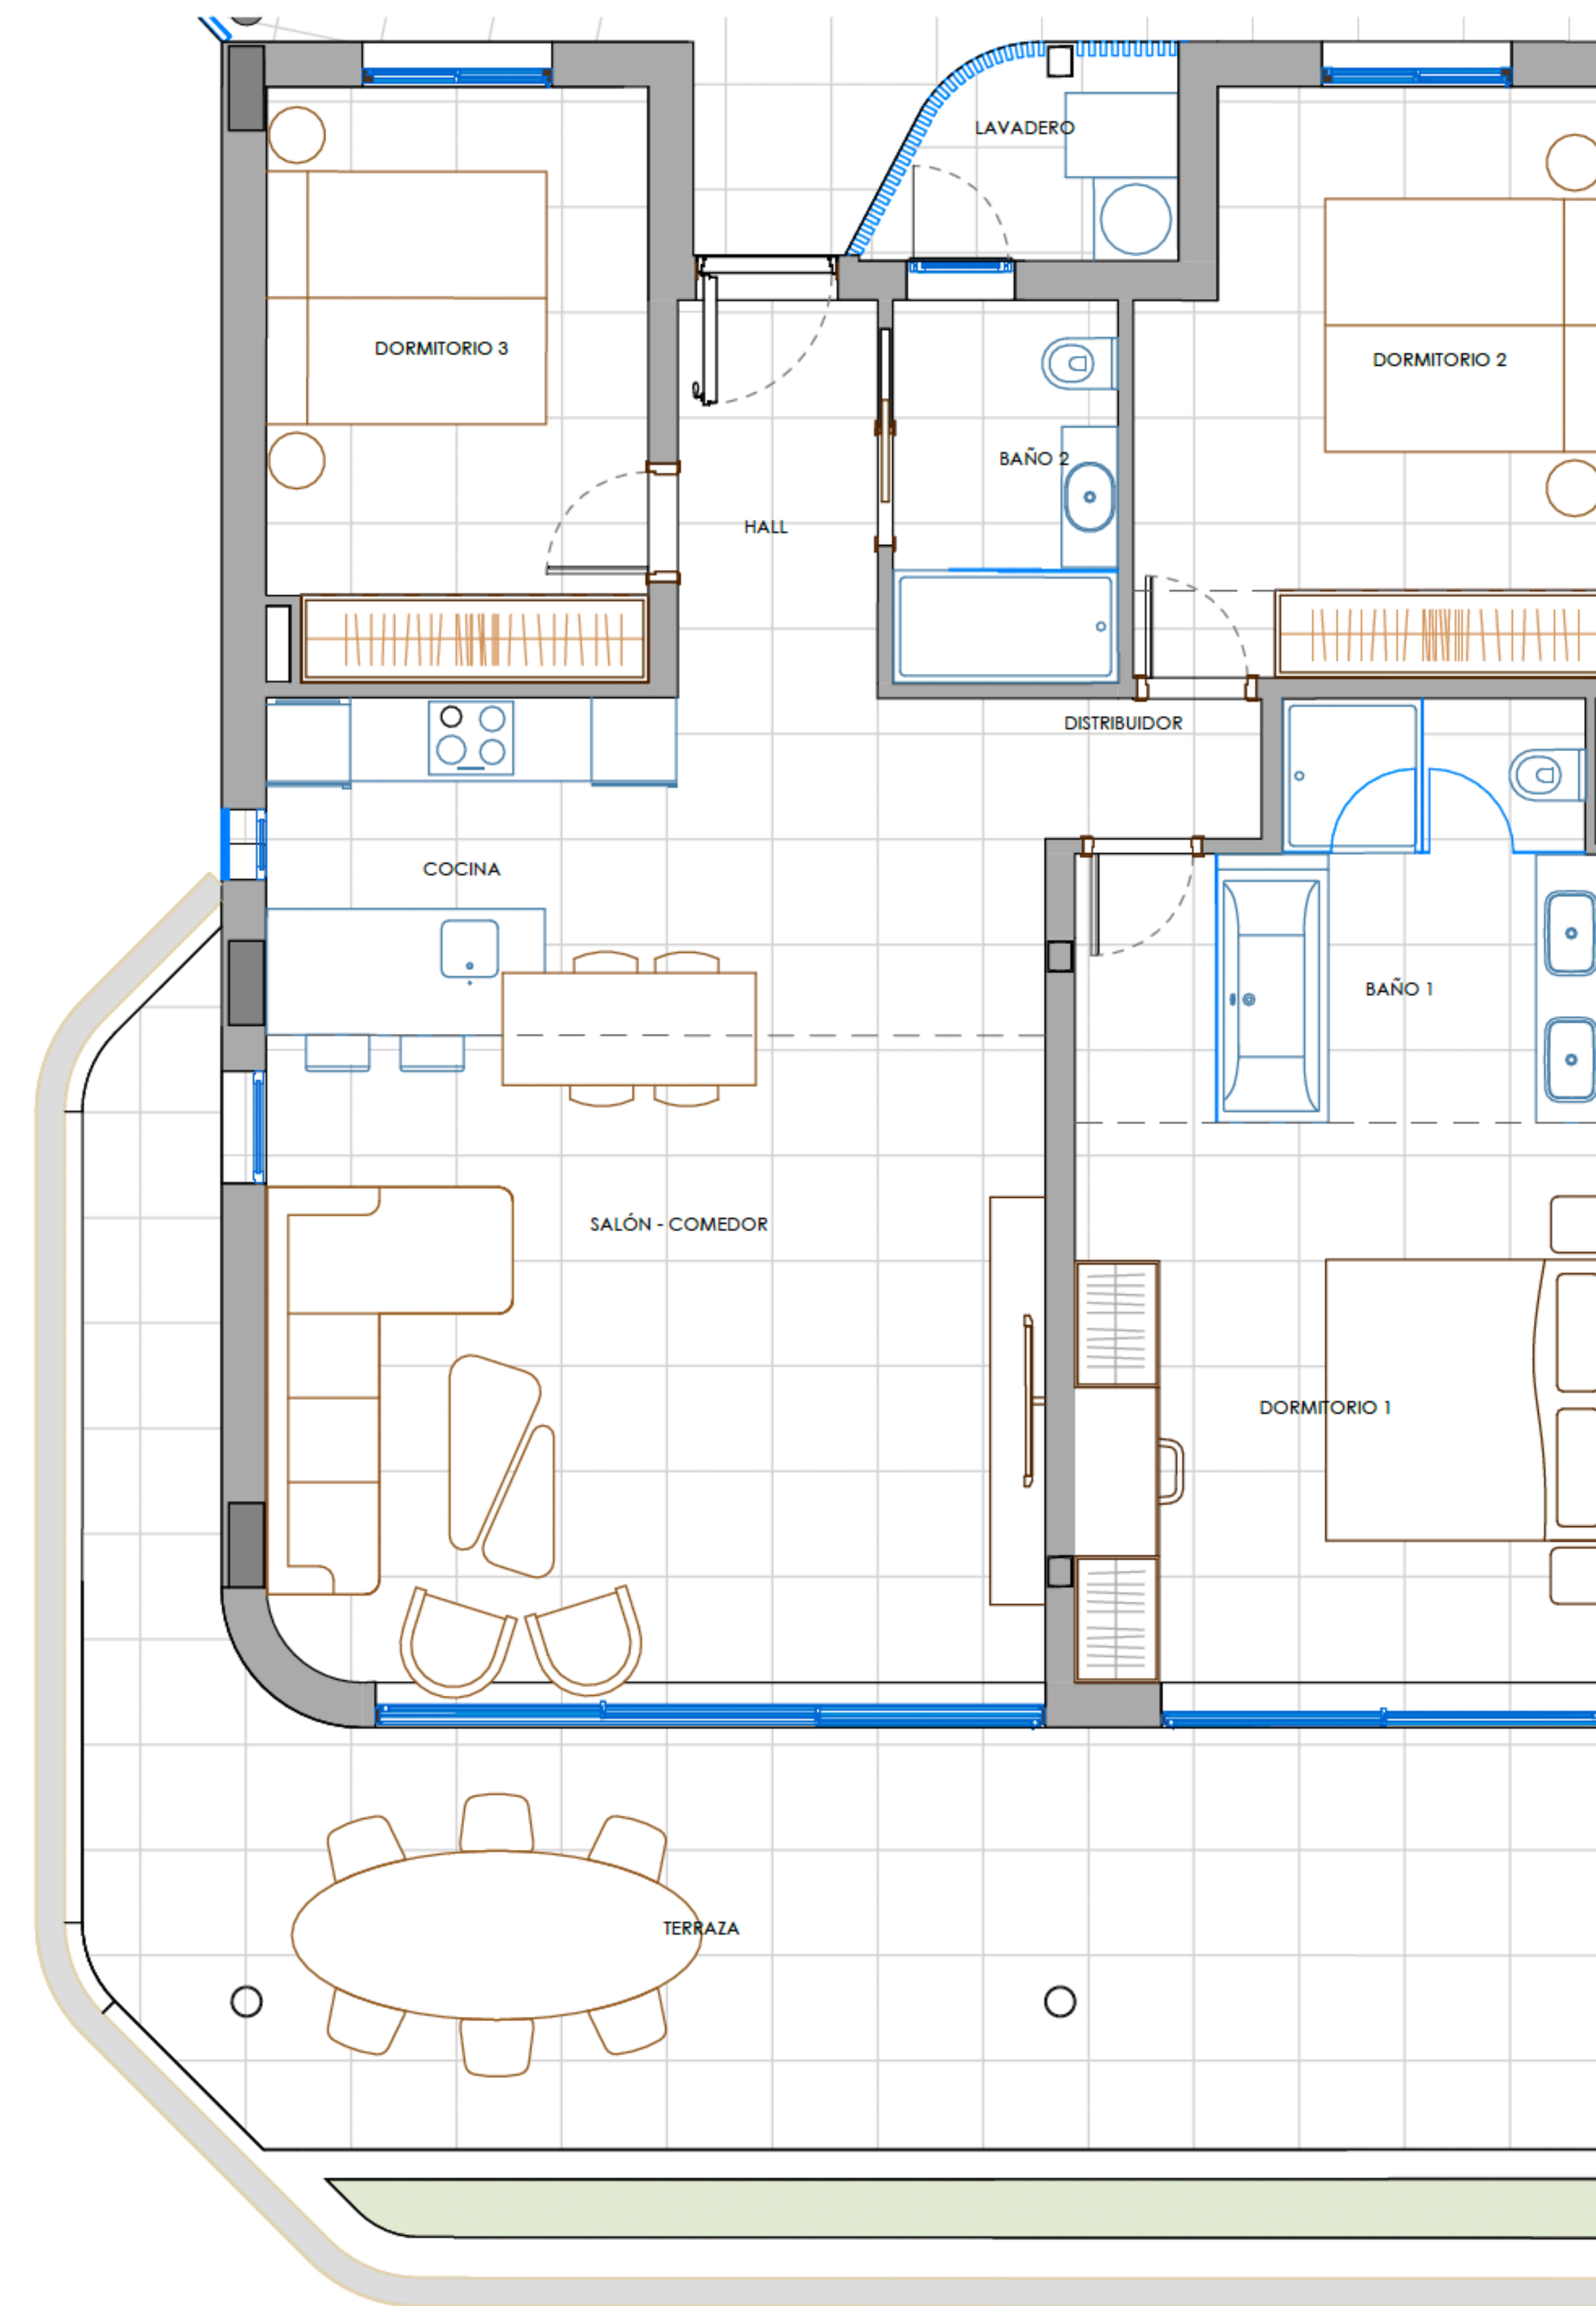 LAVADERO
DORMITORIO 3
DORMITORIO 2
BAÑO 2
HALL
DISTRIBUIDOR
COCINA
BAÑO 1
SALÓN - COMEDOR
DORMITORIO 1
TERRAZA